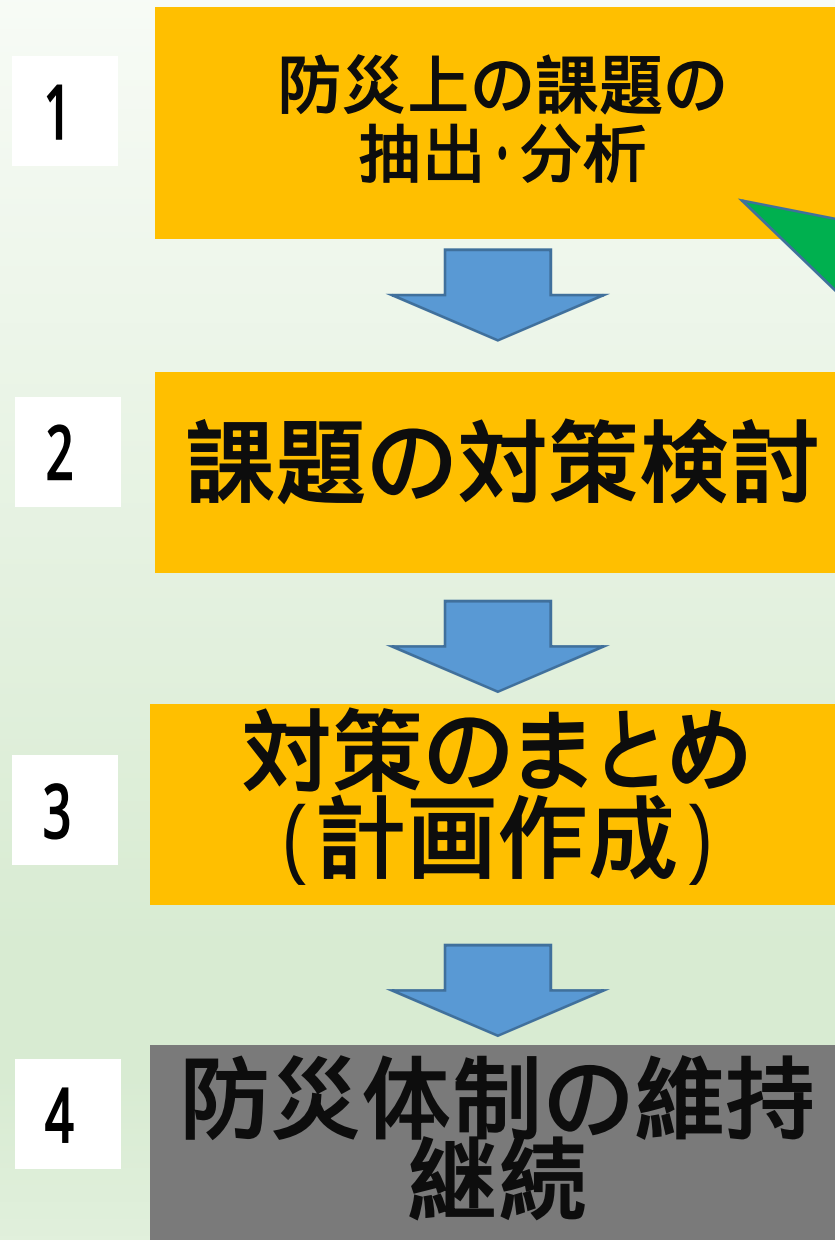 1
防災上の課題の
抽出・分析
2
課題の対策検討
3
対策のまとめ
(計画作成)
4
防災体制の維持
継続